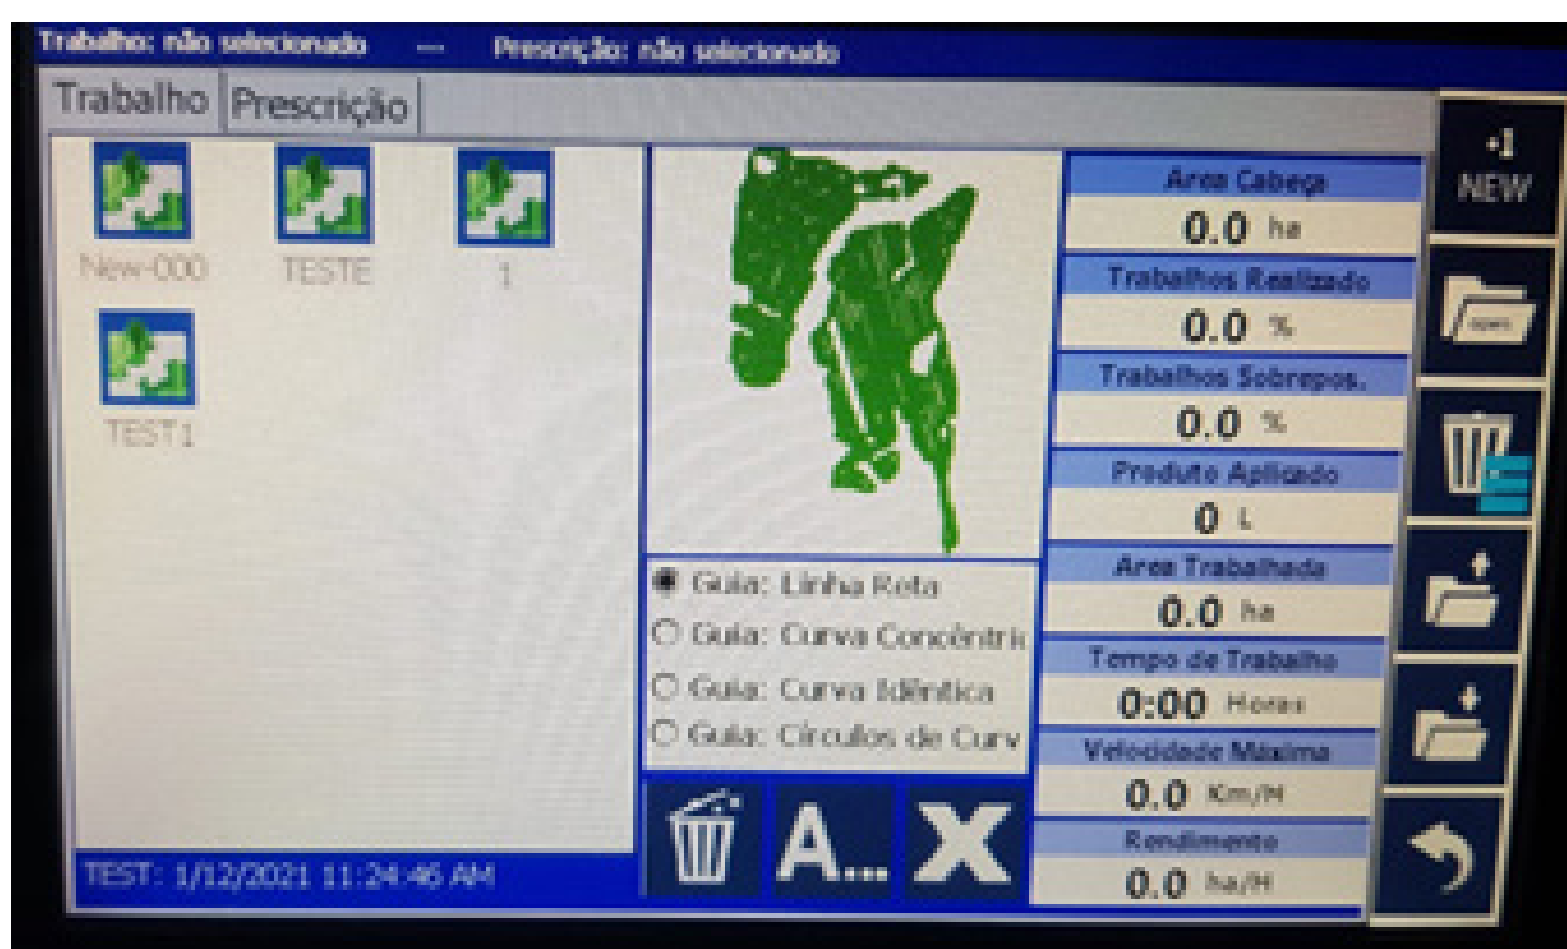 Trabalho: não selecionado --- Prescrição: não selecionado
Trabalho Prescrição
New-000 TESTE 1
TEST1
TEST: 1/12/2021 11:24:46 AM
Guia: Linha Reta
Guia: Curva Concêntric
Guia: Curva Idêntica
Guia: Círculos de Curv
A... X
Area Cabeça
0.0 ha
Trabalhos Realizado
0.0 %
Trabalhos Sobrepos.
0.0 %
Produto Aplicado
0 L
Area Trabalhada
0.0 ha
Tempo de Trabalho
0:00 Horas
Velocidade Máxima
0.0 Km/H
Rendimento
0.0 ha/H
NEW
open